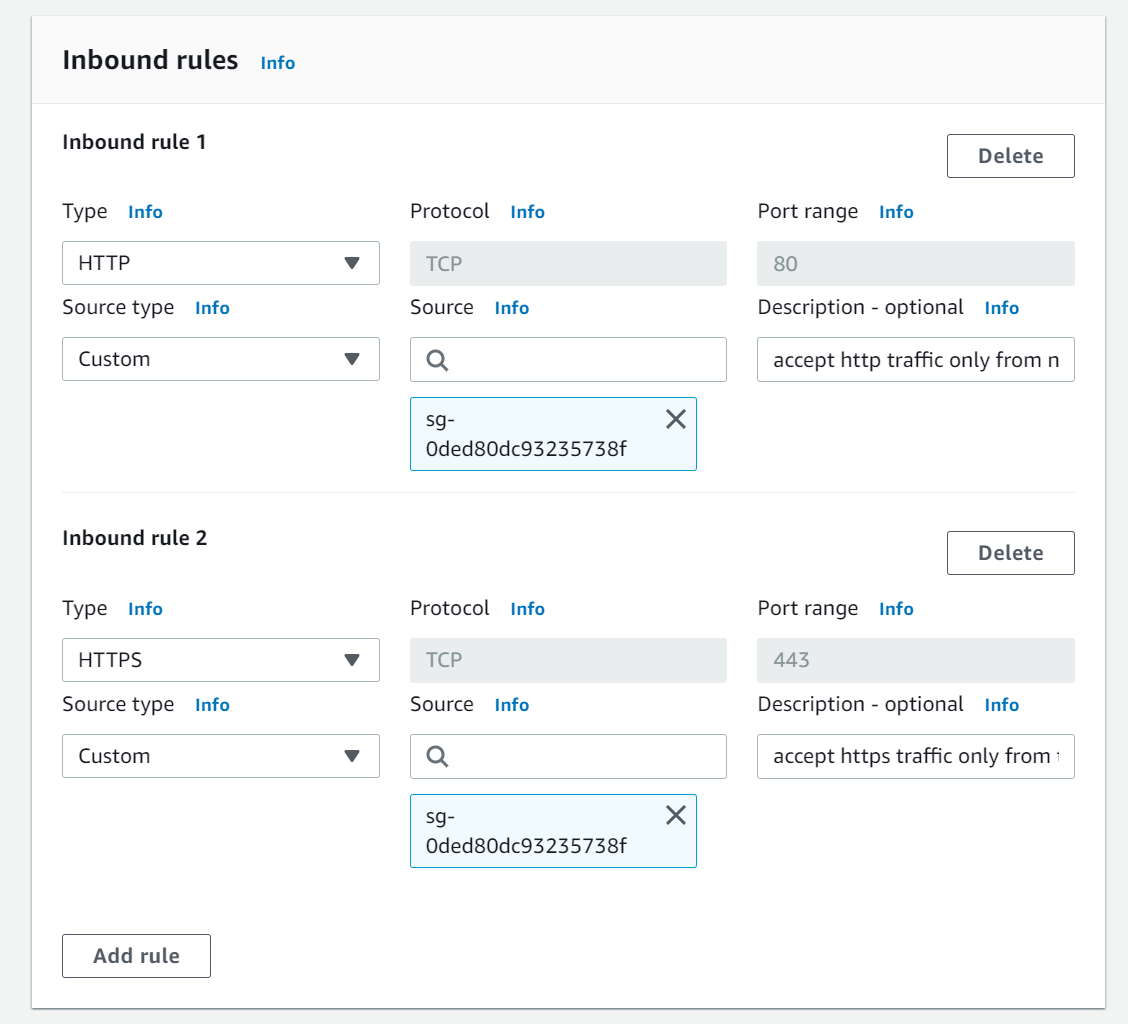 Inbound rules Info
Inbound rule 1
Delete
Type Info Protocol Info Port range Info
HTTP TCP 80
Source type Info Source Info Description - optional Info
Custom accept http traffic only from n
sg-
0ded80dc93235738f
Inbound rule 2
Delete
Type Info Protocol Info Port range Info
HTTPS TCP 443
Source type Info Source Info Description - optional Info
Custom accept https traffic only from
sg-
0ded80dc93235738f
Add rule